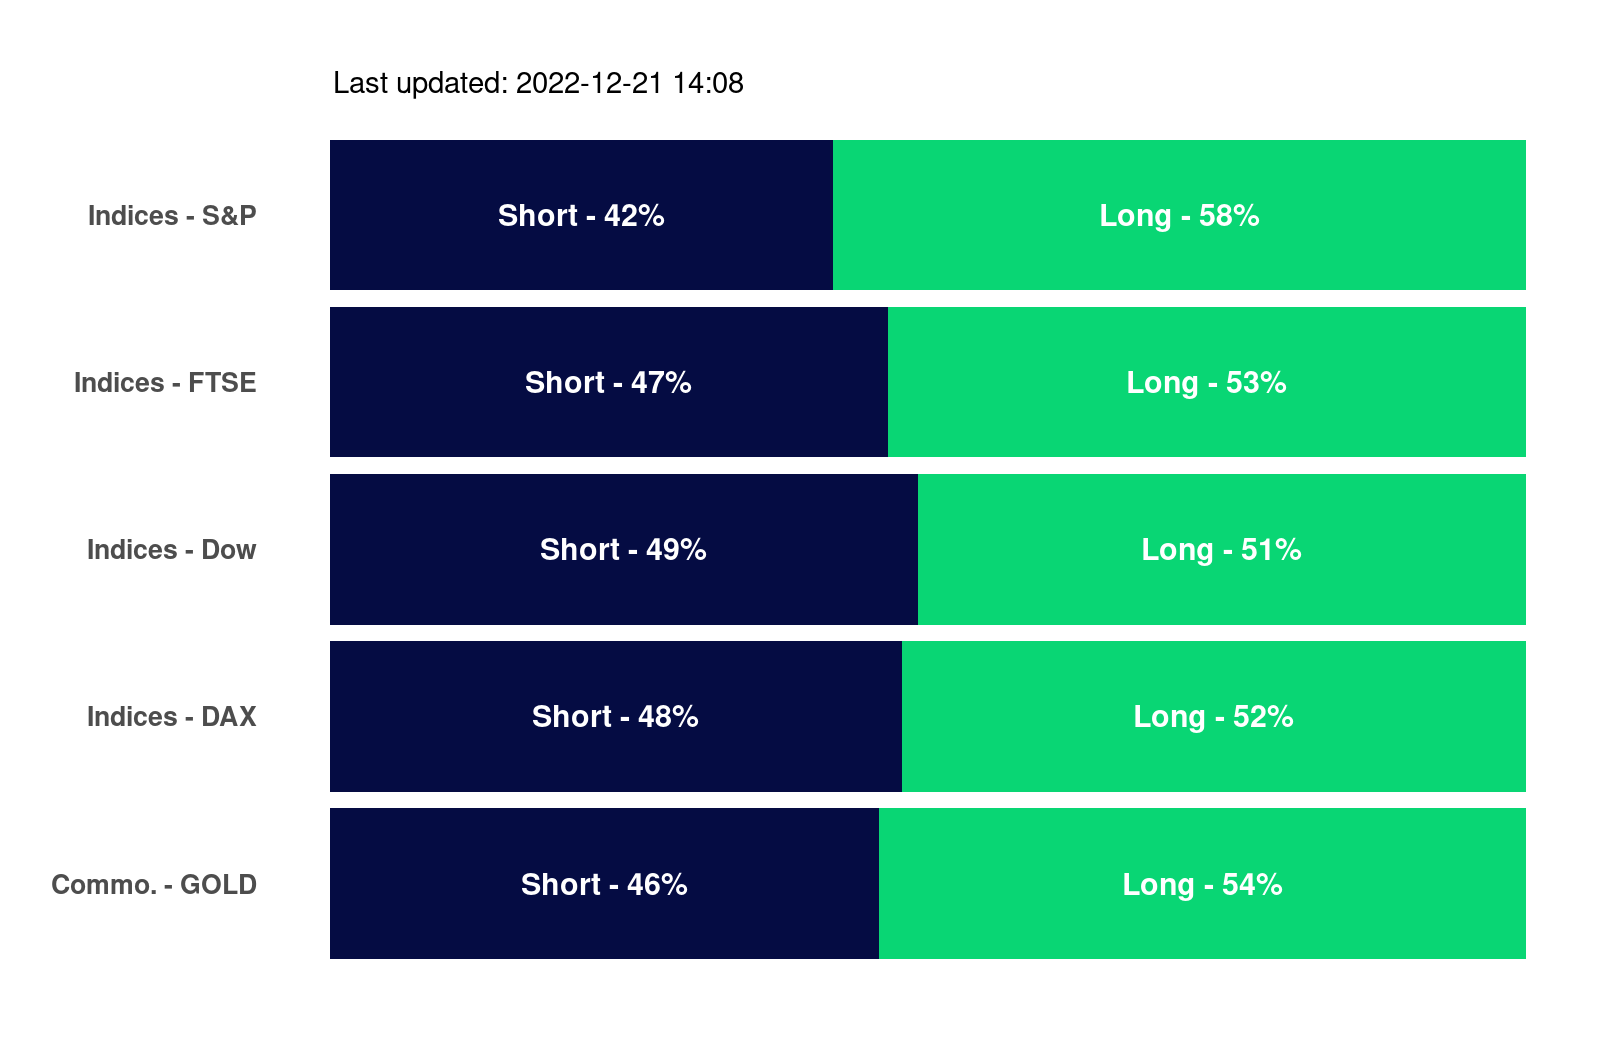 Last updated: 2022-12-21 14:08
Indices - S&P Short - 42% Long - 58%
Indices - FTSE Short - 47% Long - 53%
Indices - Dow Short - 49% Long - 51%
Indices - DAX Short - 48% Long - 52%
Commo. - GOLD Short - 46% Long - 54%